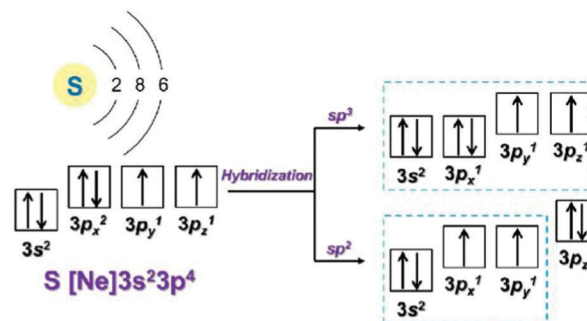 S 2 8 6
3s² 3pₓ² 3pᵧ¹ 3p_z¹
S [Ne]3s²3p⁴
Hybridization
sp³
3s² 3pₓ¹ 3pᵧ¹ 3p_z¹
sp²
3s² 3pₓ¹ 3pᵧ¹ 3p_z